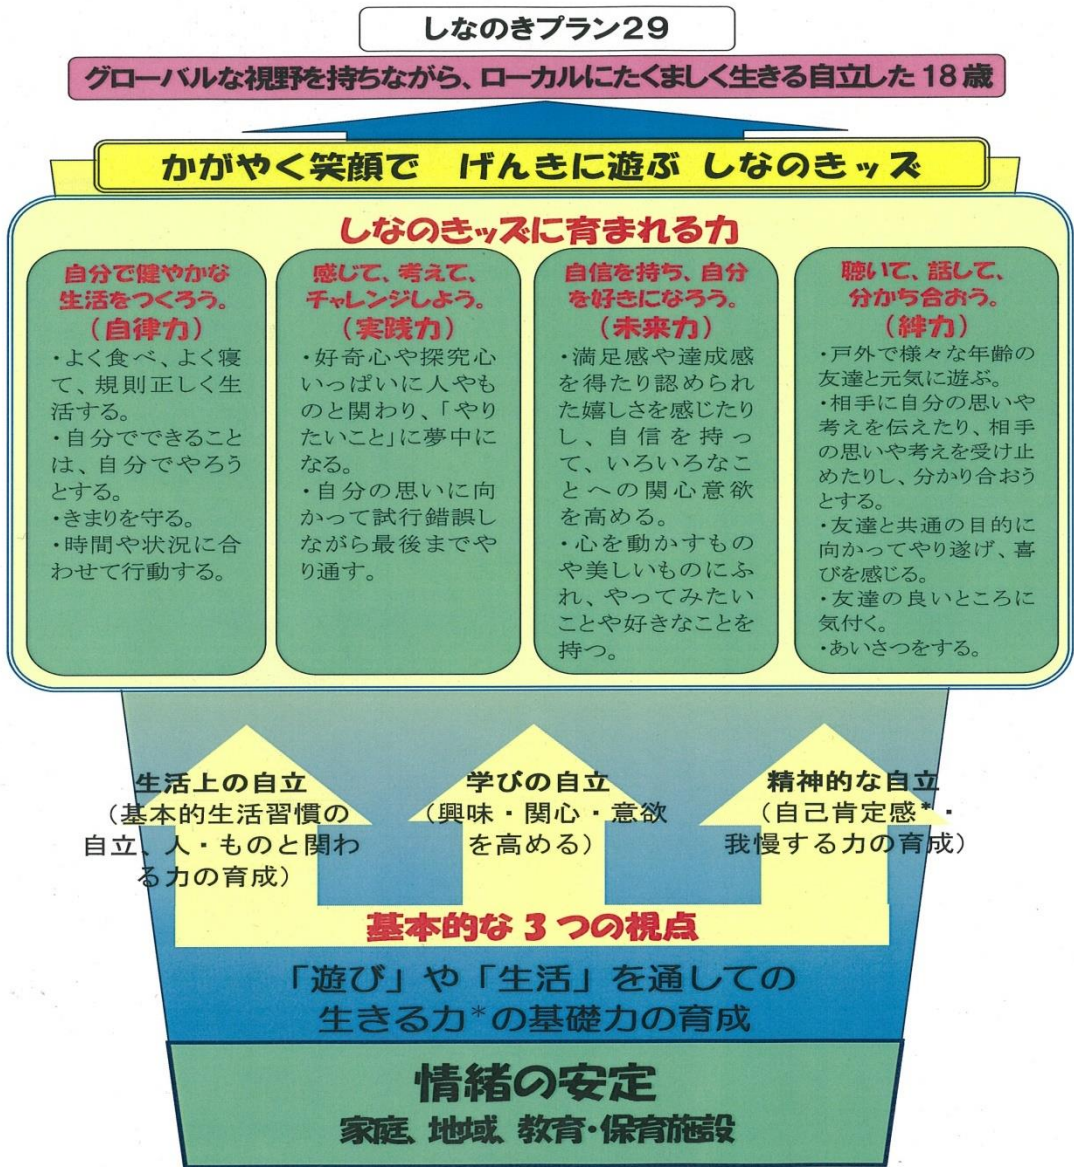 しなのきプラン29
グローバルな視野を持ちながら、ローカルにたくましく生きる自立した18歳
かがやく笑顔で　げんきに遊ぶ しなのきッズ
しなのきッズに育まれる力
自分で健やかな
生活をつくろう。
（自律力）
・よく食べ、よく寝
て、規則正しく生
活する。
・自分でできること
は、自分でやろう
とする。
・きまりを守る。
・時間や状況に合
わせて行動する。
感じて、考えて、
チャレンジしよう。
（実践力）
・好奇心や探究心
いっぱいに人やも
のと関わり、「やり
たいこと」に夢中に
なる。
・自分の思いに向
かって試行錯誤し
ながら最後までや
り通す。
自信を持ち、自分
を好きになろう。
（未来力）
・満足感や達成感
を得たり認められ
た嬉しさを感じたり
し、自信を持っ
て、いろいろなこ
とへの関心意欲
を高める。
・心を動かすもの
や美しいものにふ
れ、やってみたい
ことや好きなことを
持つ。
聴いて、話して、
分かち合おう。
（絆力）
・戸外で様々な年齢の
友達と元気に遊ぶ。
・相手に自分の思いや
考えを伝えたり、相手
の思いや考えを受け止
めたりし、分かり合おう
とする。
・友達と共通の目的に
向かってやり遂げ、喜
びを感じる。
・友達の良いところに
気付く。
・あいさつをする。
生活上の自立
（基本的生活習慣の
自立、人・ものと関わ
る力の育成）
学びの自立
（興味・関心・意欲
を高める）
精神的な自立
（自己肯定感*・
我慢する力の育成）
基本的な３つの視点
「遊び」や「生活」を通しての
生きる力*の基礎力の育成
情緒の安定
家庭、地域、教育・保育施設